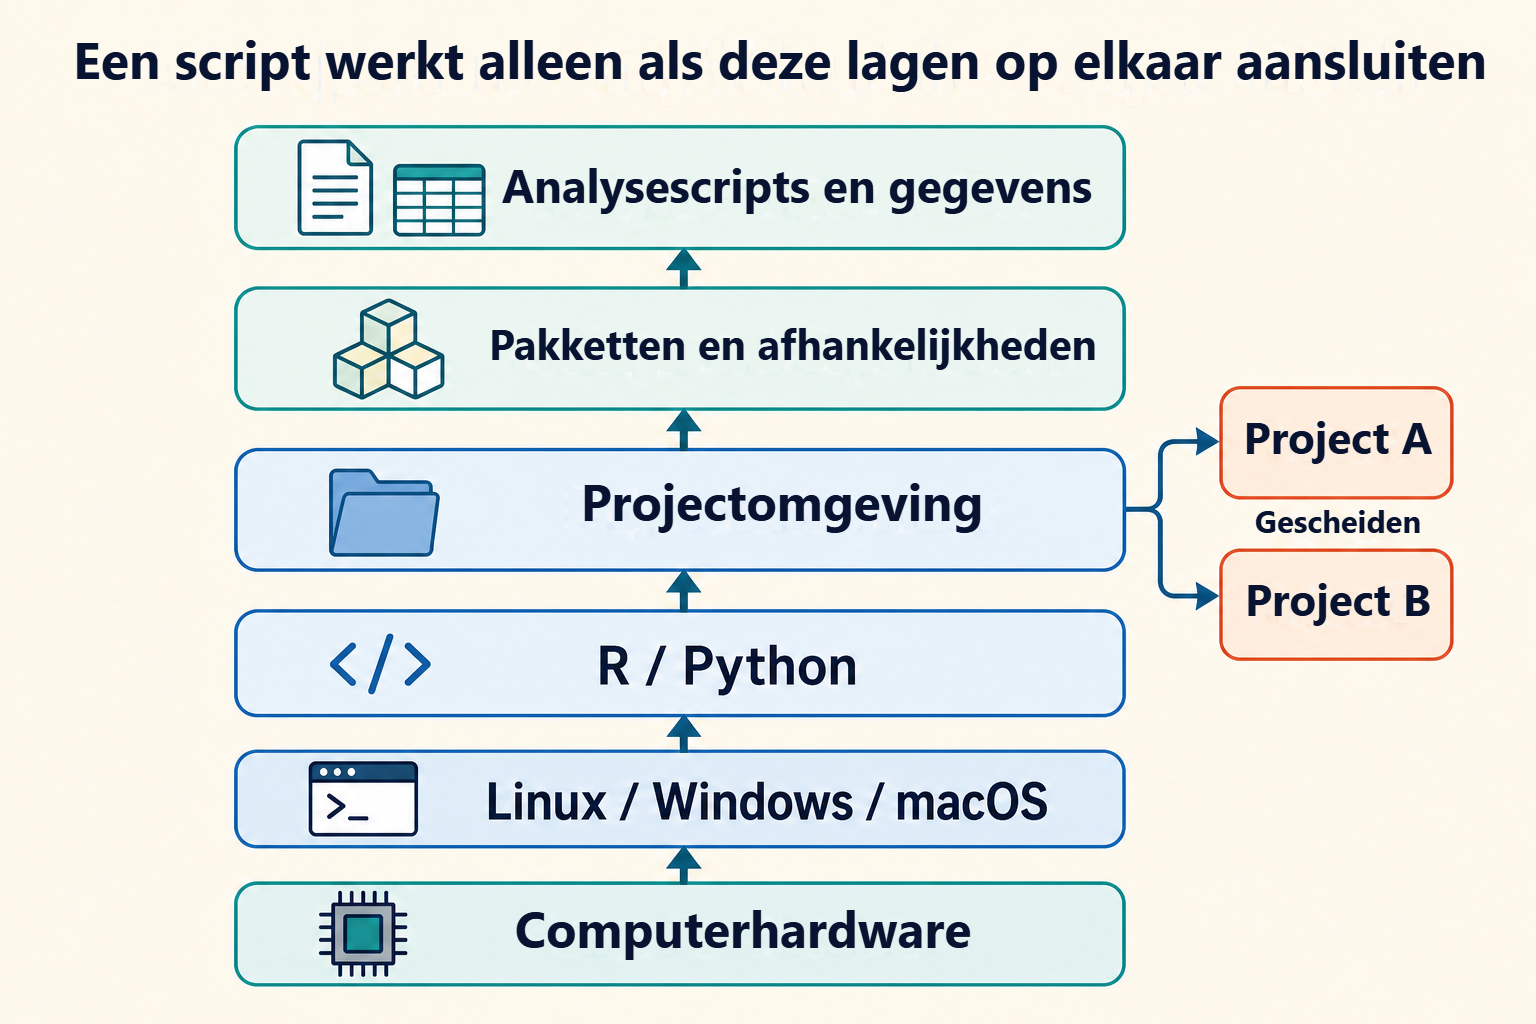 Een script werkt alleen als deze lagen op elkaar aansluiten
Analysescripts en gegevens
Pakketten en afhankelijkheden
Projectomgeving
Project A
Gescheiden
Project B
</>
R / Python
>_
Linux / Windows / macOS
Computerhardware